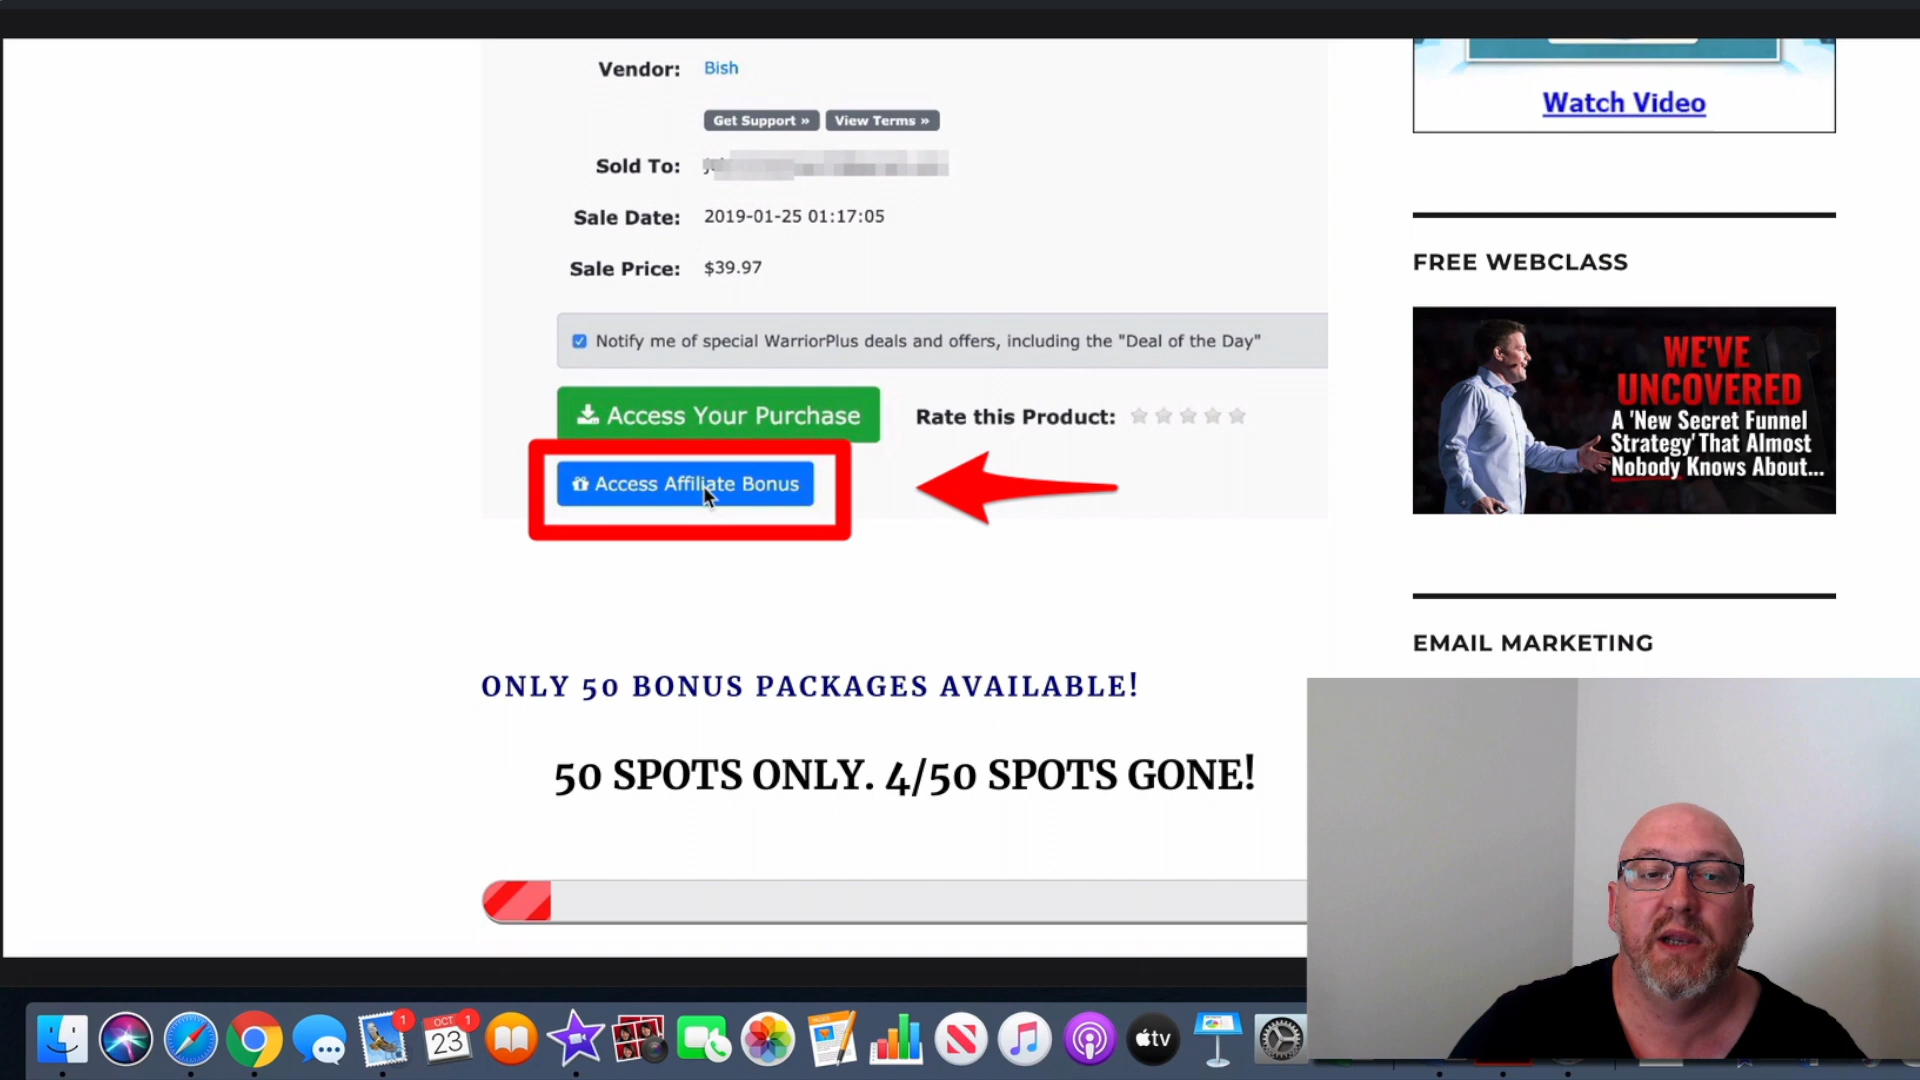 Vendor: Bish
Get Support » View Terms »
Sold To:
Sale Date: 2019-01-25 01:17:05
Sale Price: $39.97
Notify me of special WarriorPlus deals and offers, including the "Deal of the Day"
Access Your Purchase Rate this Product:
Access Affiliate Bonus
ONLY 50 BONUS PACKAGES AVAILABLE!
50 SPOTS ONLY. 4/50 SPOTS GONE!
Watch Video
FREE WEBCLASS
WE'VE
UNCOVERED
A 'New Secret Funnel
Strategy' That Almost
Nobody Knows About...
EMAIL MARKETING
1
OCT 1
23
tv